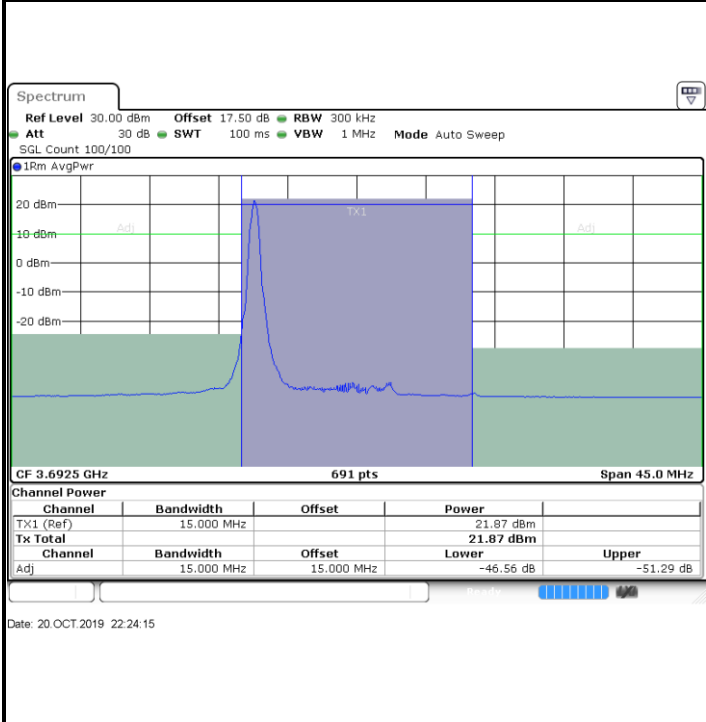 Spectrum
Ref Level 30.00 dBm Offset 17.50 dB RBW 300 kHz
Att 30 dB SWT 100 ms VBW 1 MHz Mode Auto Sweep
SGL Count 100/100
1Rm AvgPwr
20 dBm
TX1
Adj Adj
10 dBm
0 dBm
-10 dBm
-20 dBm
CF 3.6925 GHz 691 pts Span 45.0 MHz
Channel Power
Channel Bandwidth Offset Power
TX1 (Ref) 15.000 MHz 21.87 dBm
Tx Total 21.87 dBm
Channel Bandwidth Offset Lower Upper
Adj 15.000 MHz 15.000 MHz -46.56 dB -51.29 dB
Ready
Date: 20.OCT.2019 22:24:15